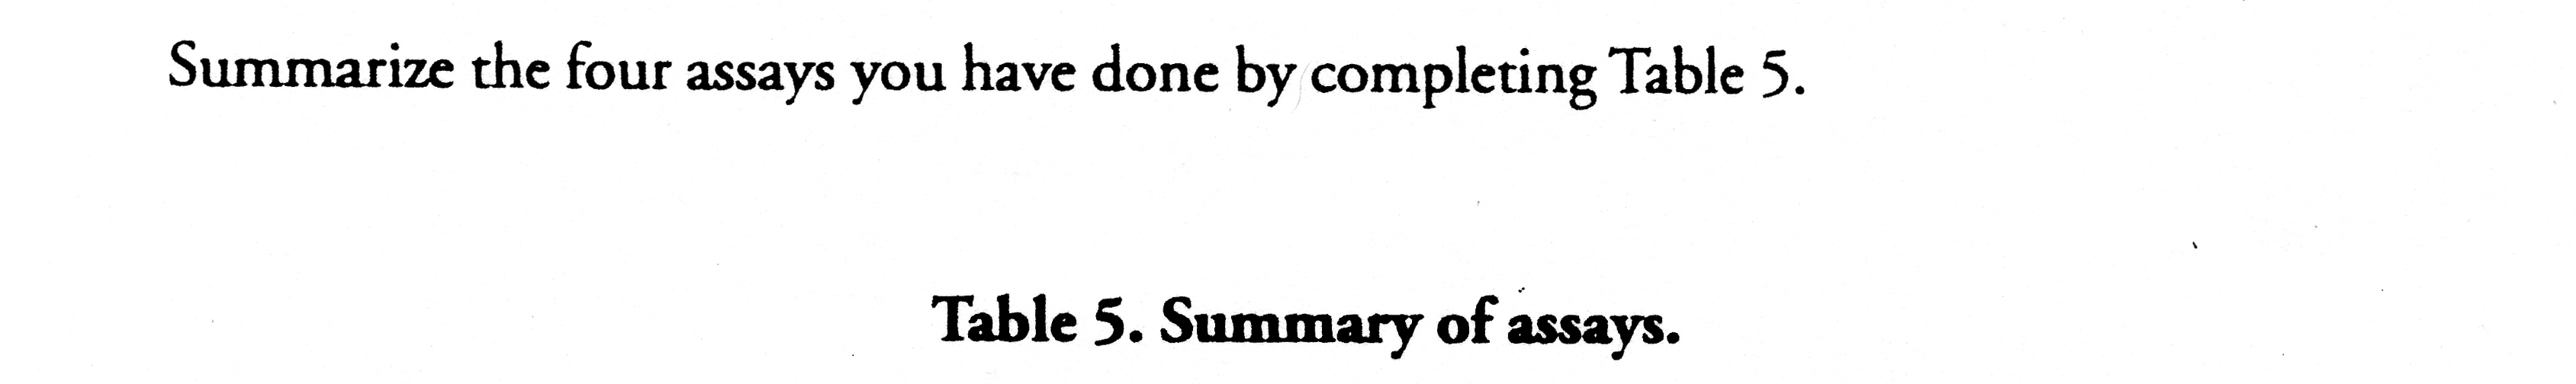 Summarize the four assays you have done by completing Table 5.
Table 5. Summary of assays.